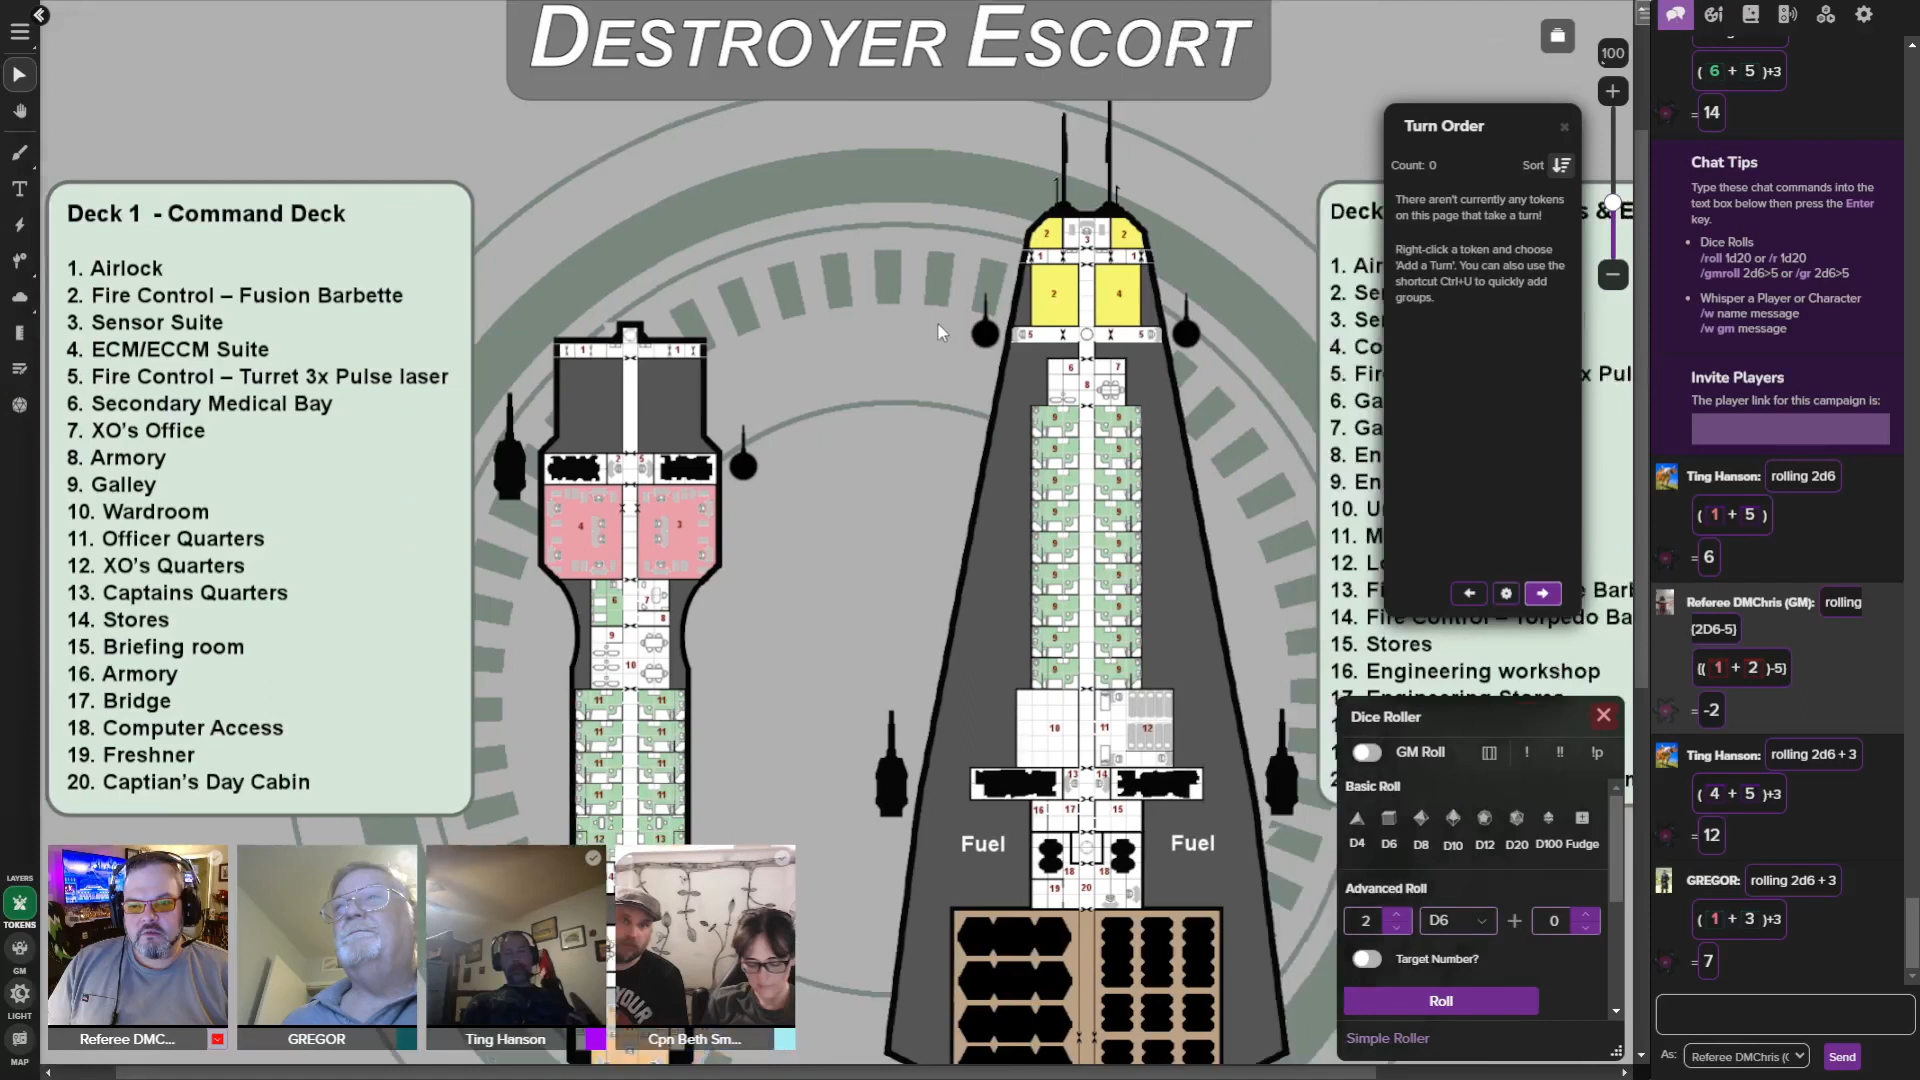 DESTROYER ESCORT
Deck 1  - Command Deck
1. Airlock
2. Fire Control – Fusion Barbette
3. Sensor Suite
4. ECM/ECCM Suite
5. Fire Control – Turret 3x Pulse laser
6. Secondary Medical Bay
7. XO's Office
8. Armory
9. Galley
10. Wardroom
11. Officer Quarters
12. XO's Quarters
13. Captains Quarters
14. Stores
15. Briefing room
16. Armory
17. Bridge
18. Computer Access
19. Freshner
20. Captian's Day Cabin
Fuel
Fuel
15. Stores
16. Engineering workshop
100
Turn Order
Count: 0
Sort
There aren't currently any tokens
on this page that take a turn!
Right-click a token and choose
'Add a Turn'. You can also use the
shortcut Ctrl+U to quickly add
groups.
Dice Roller
GM Roll
[[]]
!
!!
!p
Basic Roll
D4
D6
D8
D10
D12
D20
D100
Fudge
Advanced Roll
2
D6
+
0
Target Number?
Roll
Simple Roller
( 6 + 5 )+3
=14
Chat Tips
Type these chat commands into the
text box below then press the Enter
key.
• Dice Rolls
/roll 1d20 or /r 1d20
/gmroll 2d6>5 or /gr 2d6>5
• Whisper a Player or Character
/w name message
/w gm message
Invite Players
The player link for this campaign is:
Ting Hanson: rolling 2d6
( 1 + 5 )
=6
Referee DMChris (GM): rolling
{2D6-5}
{( 1 + 2 )-5}
=-2
Ting Hanson: rolling 2d6 + 3
( 4 + 5 )+3
=12
GREGOR: rolling 2d6 + 3
( 1 + 3 )+3
=7
As:
Referee DMChris (
Send
LAYERS
TOKENS
GM
LIGHT
MAP
Referee DMC...
GREGOR
Ting Hanson
Cpn Beth Sm...